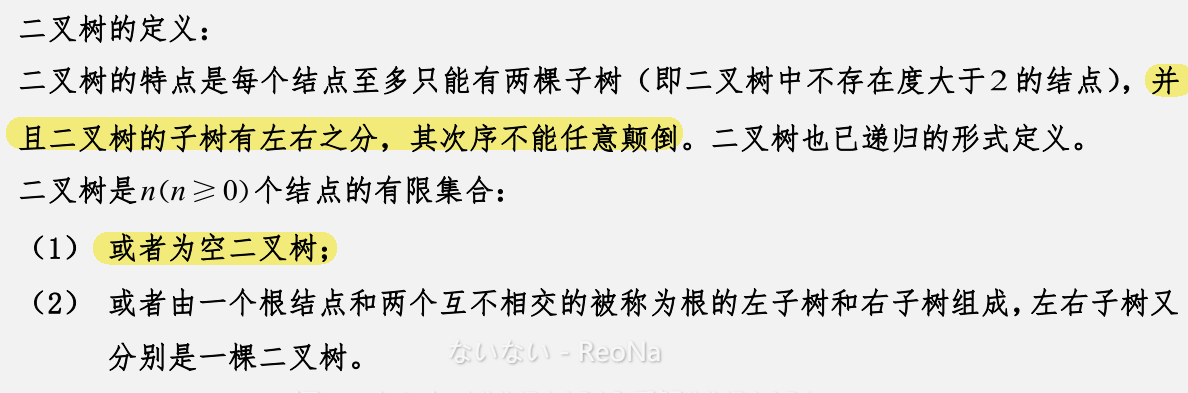 二叉树的定义：
二叉树的特点是每个结点至多只能有两棵子树（即二叉树中不存在度大于2的结点），并
且二叉树的子树有左右之分，其次序不能任意颠倒。二叉树也已递归的形式定义。
二叉树是n(n≥0)个结点的有限集合：
（1） 或者为空二叉树；
（2） 或者由一个根结点和两个互不相交的被称为根的左子树和右子树组成，左右子树又
分别是一棵二叉树。
ないない - ReoNa